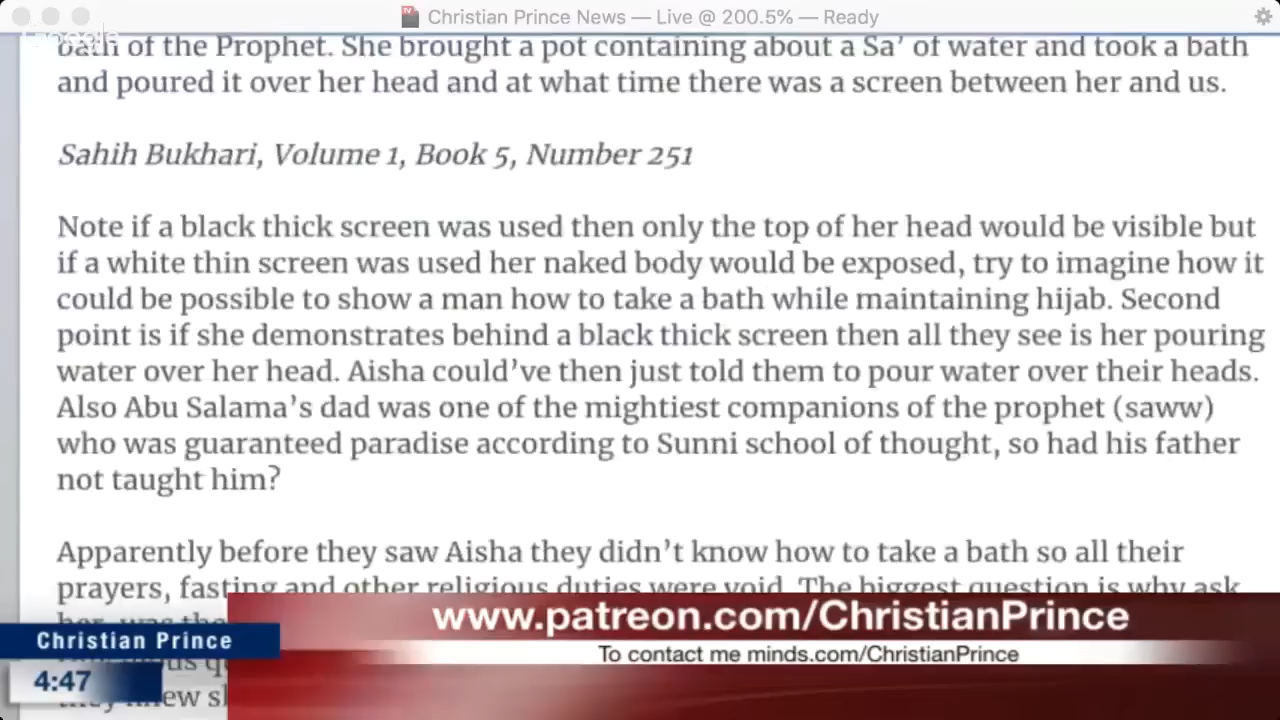 Christian Prince News — Live @ 200.5% — Ready
Google
bath of the Prophet. She brought a pot containing about a Sa’ of water and took a bath
and poured it over her head and at what time there was a screen between her and us.
Sahih Bukhari, Volume 1, Book 5, Number 251
Note if a black thick screen was used then only the top of her head would be visible but
if a white thin screen was used her naked body would be exposed, try to imagine how it
could be possible to show a man how to take a bath while maintaining hijab. Second
point is if she demonstrates behind a black thick screen then all they see is her pouring
water over her head. Aisha could’ve then just told them to pour water over their heads.
Also Abu Salama’s dad was one of the mightiest companions of the prophet (saww)
who was guaranteed paradise according to Sunni school of thought, so had his father
not taught him?
Apparently before they saw Aisha they didn’t know how to take a bath so all their
prayers, fasting and other religious duties were void. The biggest question is why ask
www.patreon.com/ChristianPrince
Christian Prince
To contact me minds.com/ChristianPrince
4:47